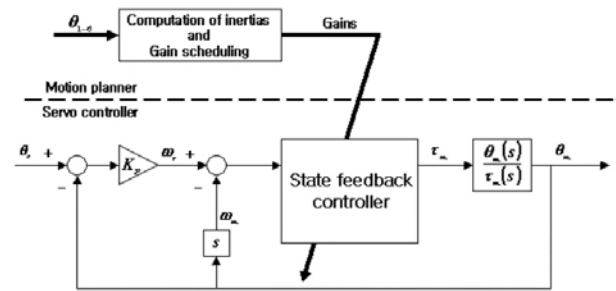 θ₁₋₆
Computation of inertias
and
Gain scheduling
Gains
Motion planner
Servo controller
θᵣ + −
Kₚ
ωᵣ + −
State feedback
controller
τₘ
θₘ(s)
τₘ(s)
θₘ
ωₘ
s